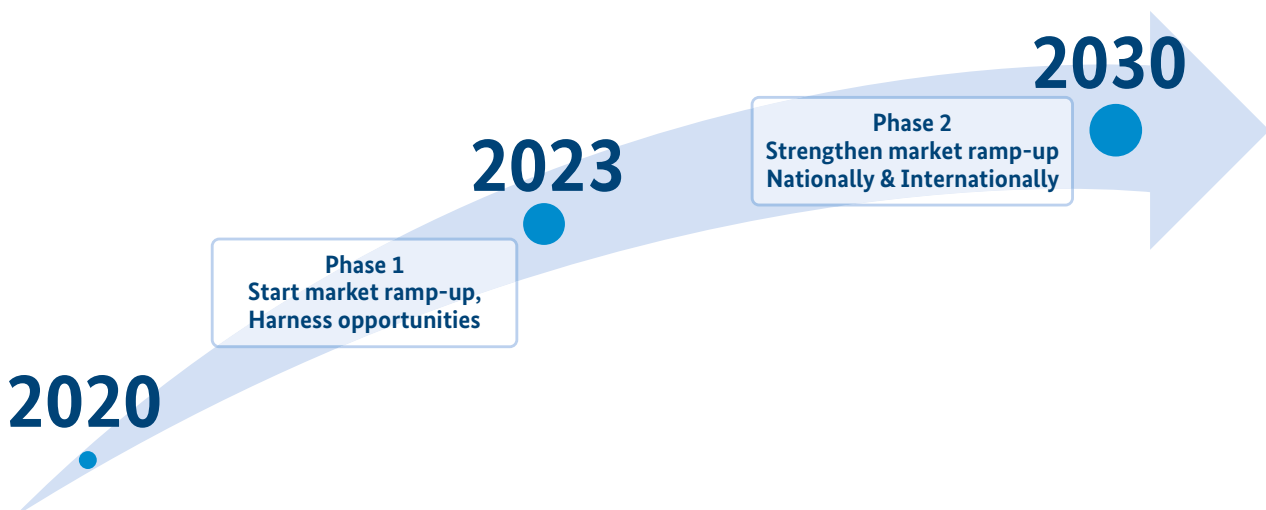 2020
Phase 1
Start market ramp-up,
Harness opportunities
2023
Phase 2
Strengthen market ramp-up
Nationally & Internationally
2030